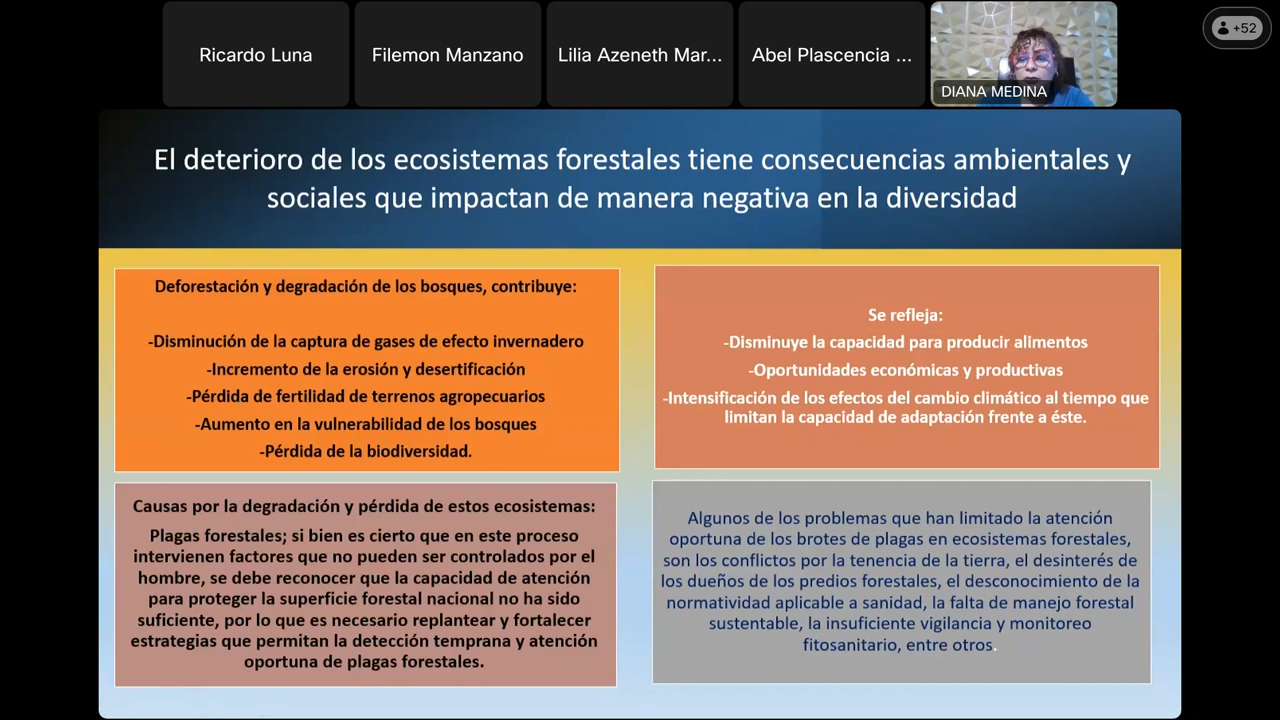 Ricardo Luna
Filemon Manzano
Lilia Azeneth Mar...
Abel Plascencia ...
DIANA MEDINA
+52
El deterioro de los ecosistemas forestales tiene consecuencias ambientales y
sociales que impactan de manera negativa en la diversidad
Deforestación y degradación de los bosques, contribuye:
-Disminución de la captura de gases de efecto invernadero
-Incremento de la erosión y desertificación
-Pérdida de fertilidad de terrenos agropecuarios
-Aumento en la vulnerabilidad de los bosques
-Pérdida de la biodiversidad.
Se refleja:
-Disminuye la capacidad para producir alimentos
-Oportunidades económicas y productivas
-Intensificación de los efectos del cambio climático al tiempo que
limitan la capacidad de adaptación frente a éste.
Causas por la degradación y pérdida de estos ecosistemas:
Plagas forestales; si bien es cierto que en este proceso
intervienen factores que no pueden ser controlados por el
hombre, se debe reconocer que la capacidad de atención
para proteger la superficie forestal nacional no ha sido
suficiente, por lo que es necesario replantear y fortalecer
estrategias que permitan la detección temprana y atención
oportuna de plagas forestales.
Algunos de los problemas que han limitado la atención
oportuna de los brotes de plagas en ecosistemas forestales,
son los conflictos por la tenencia de la tierra, el desinterés de
los dueños de los predios forestales, el desconocimiento de la
normatividad aplicable a sanidad, la falta de manejo forestal
sustentable, la insuficiente vigilancia y monitoreo
fitosanitario, entre otros.